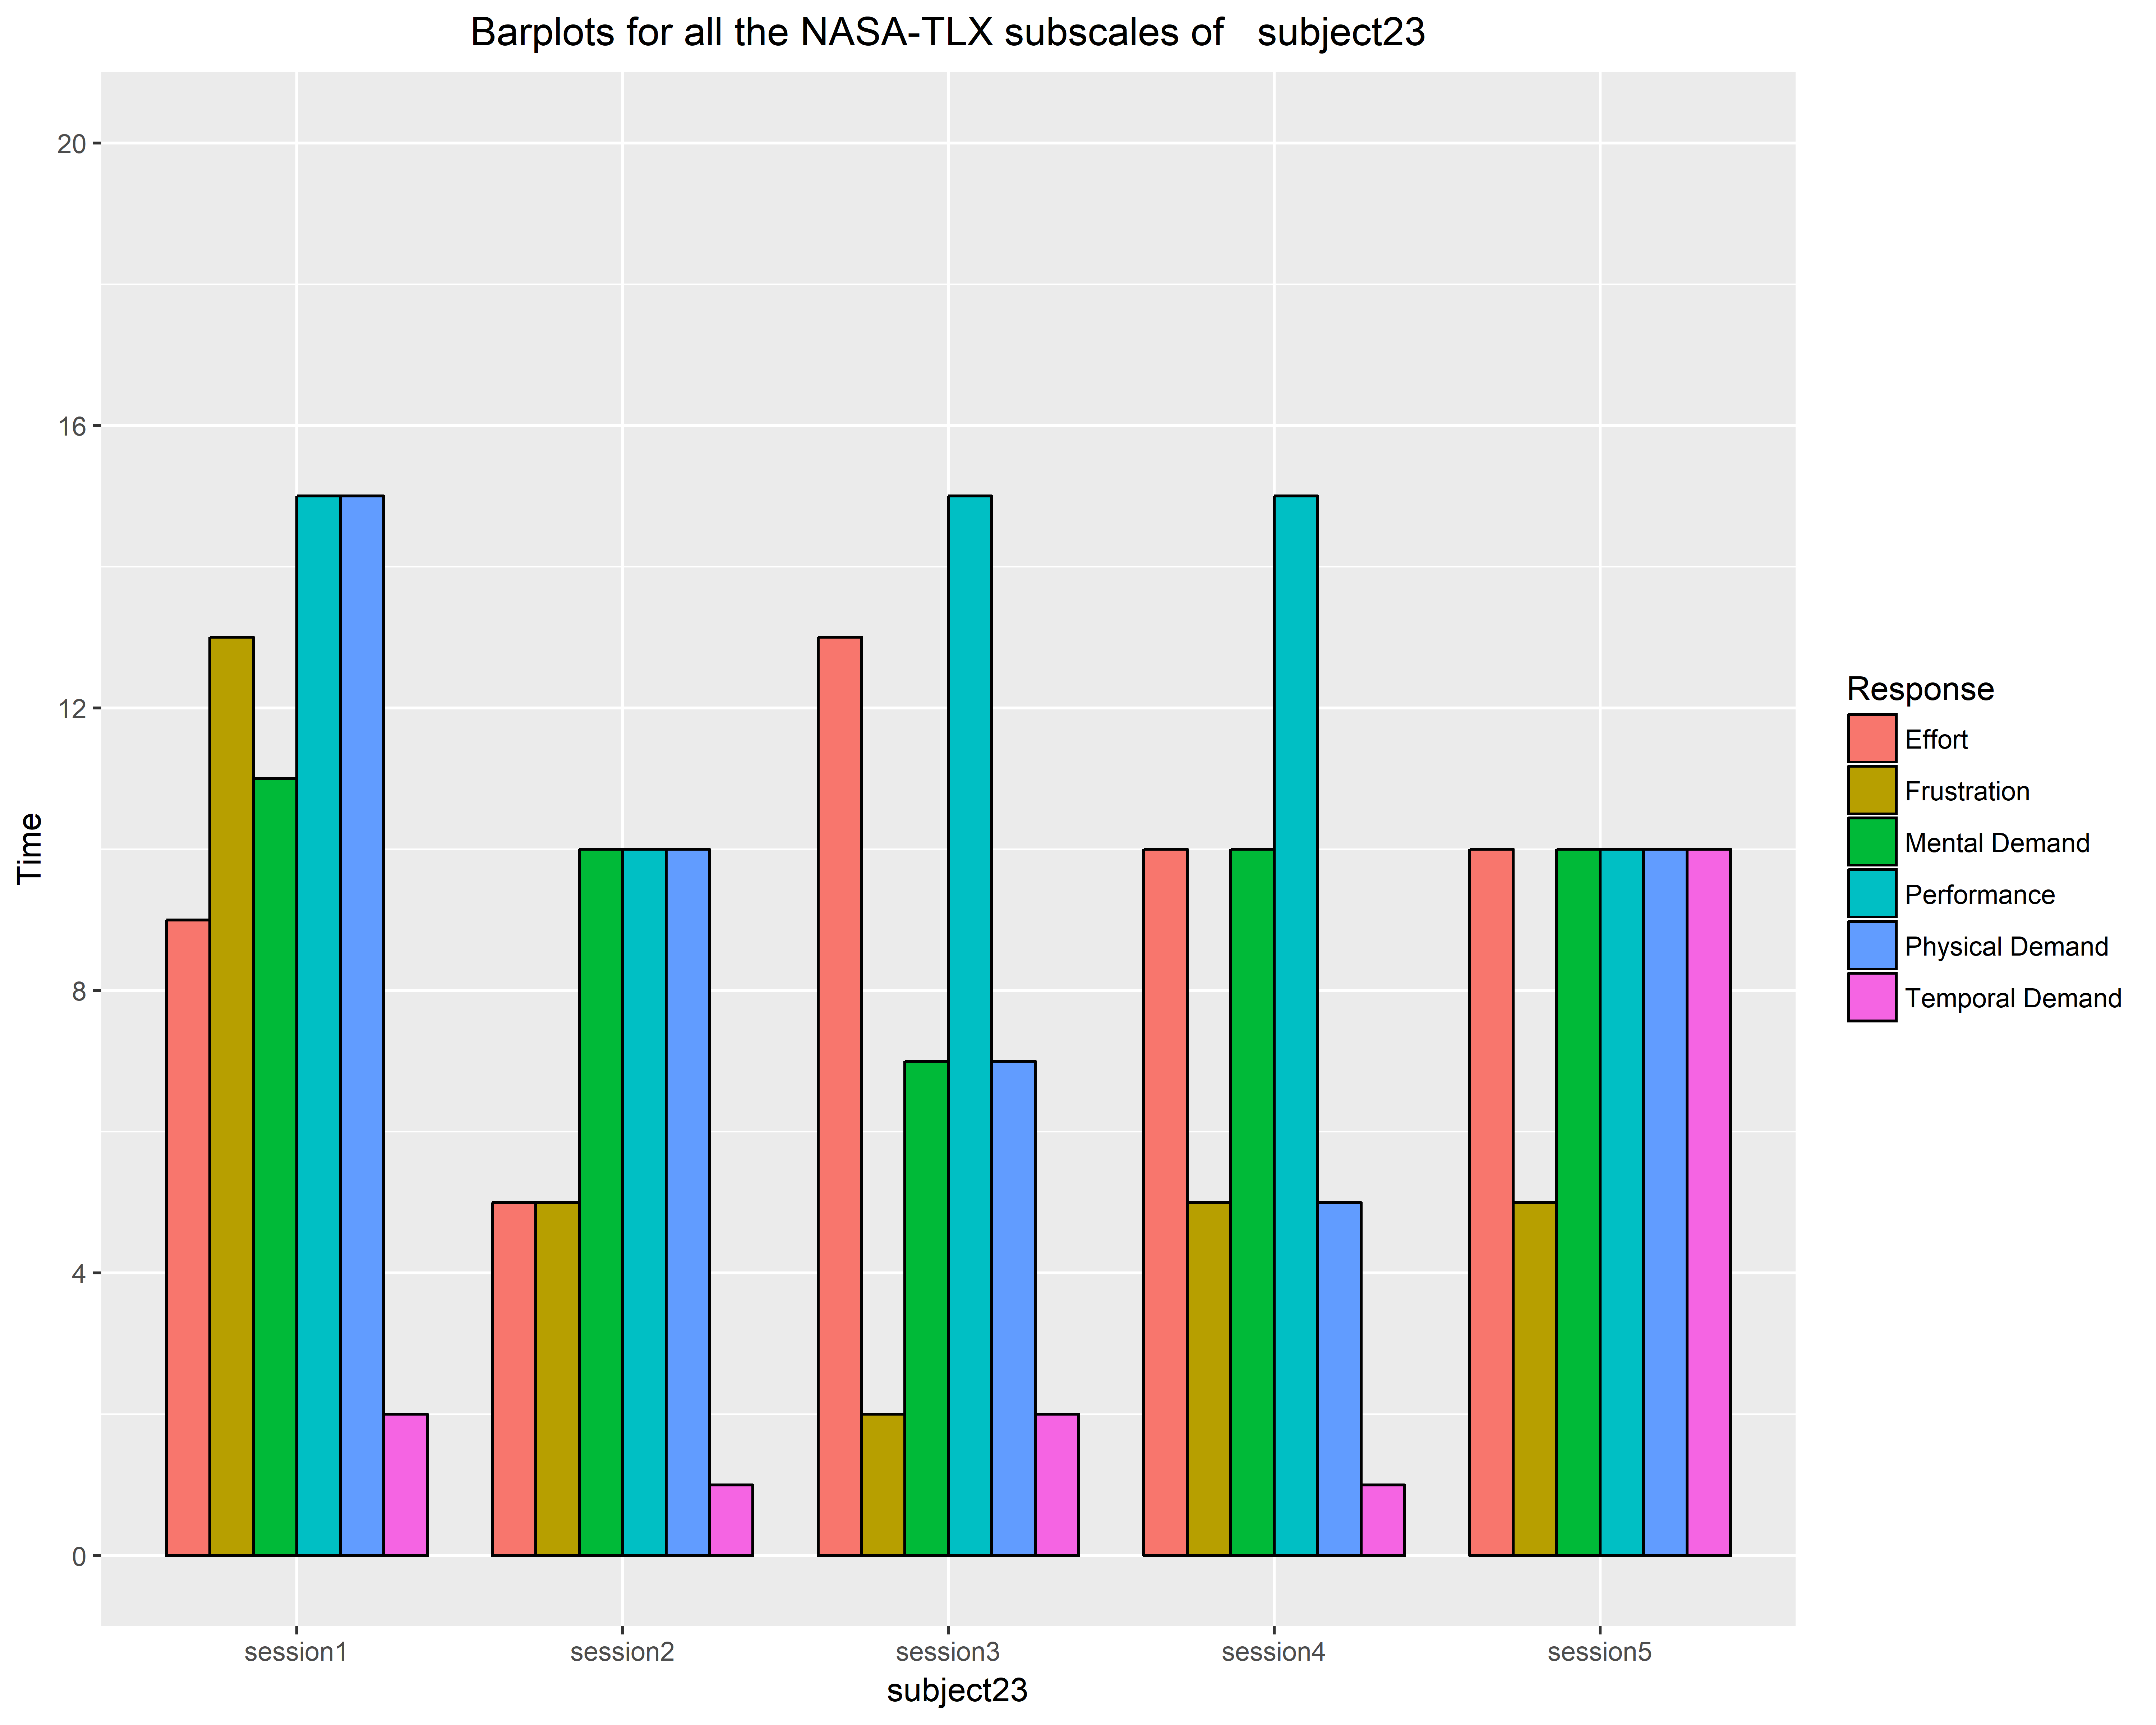 Barplots for all the NASA-TLX subscales of   subject23
Time
20
16
12
8
4
0
session1
session2
session3
session4
session5
subject23
Response
Effort
Frustration
Mental Demand
Performance
Physical Demand
Temporal Demand